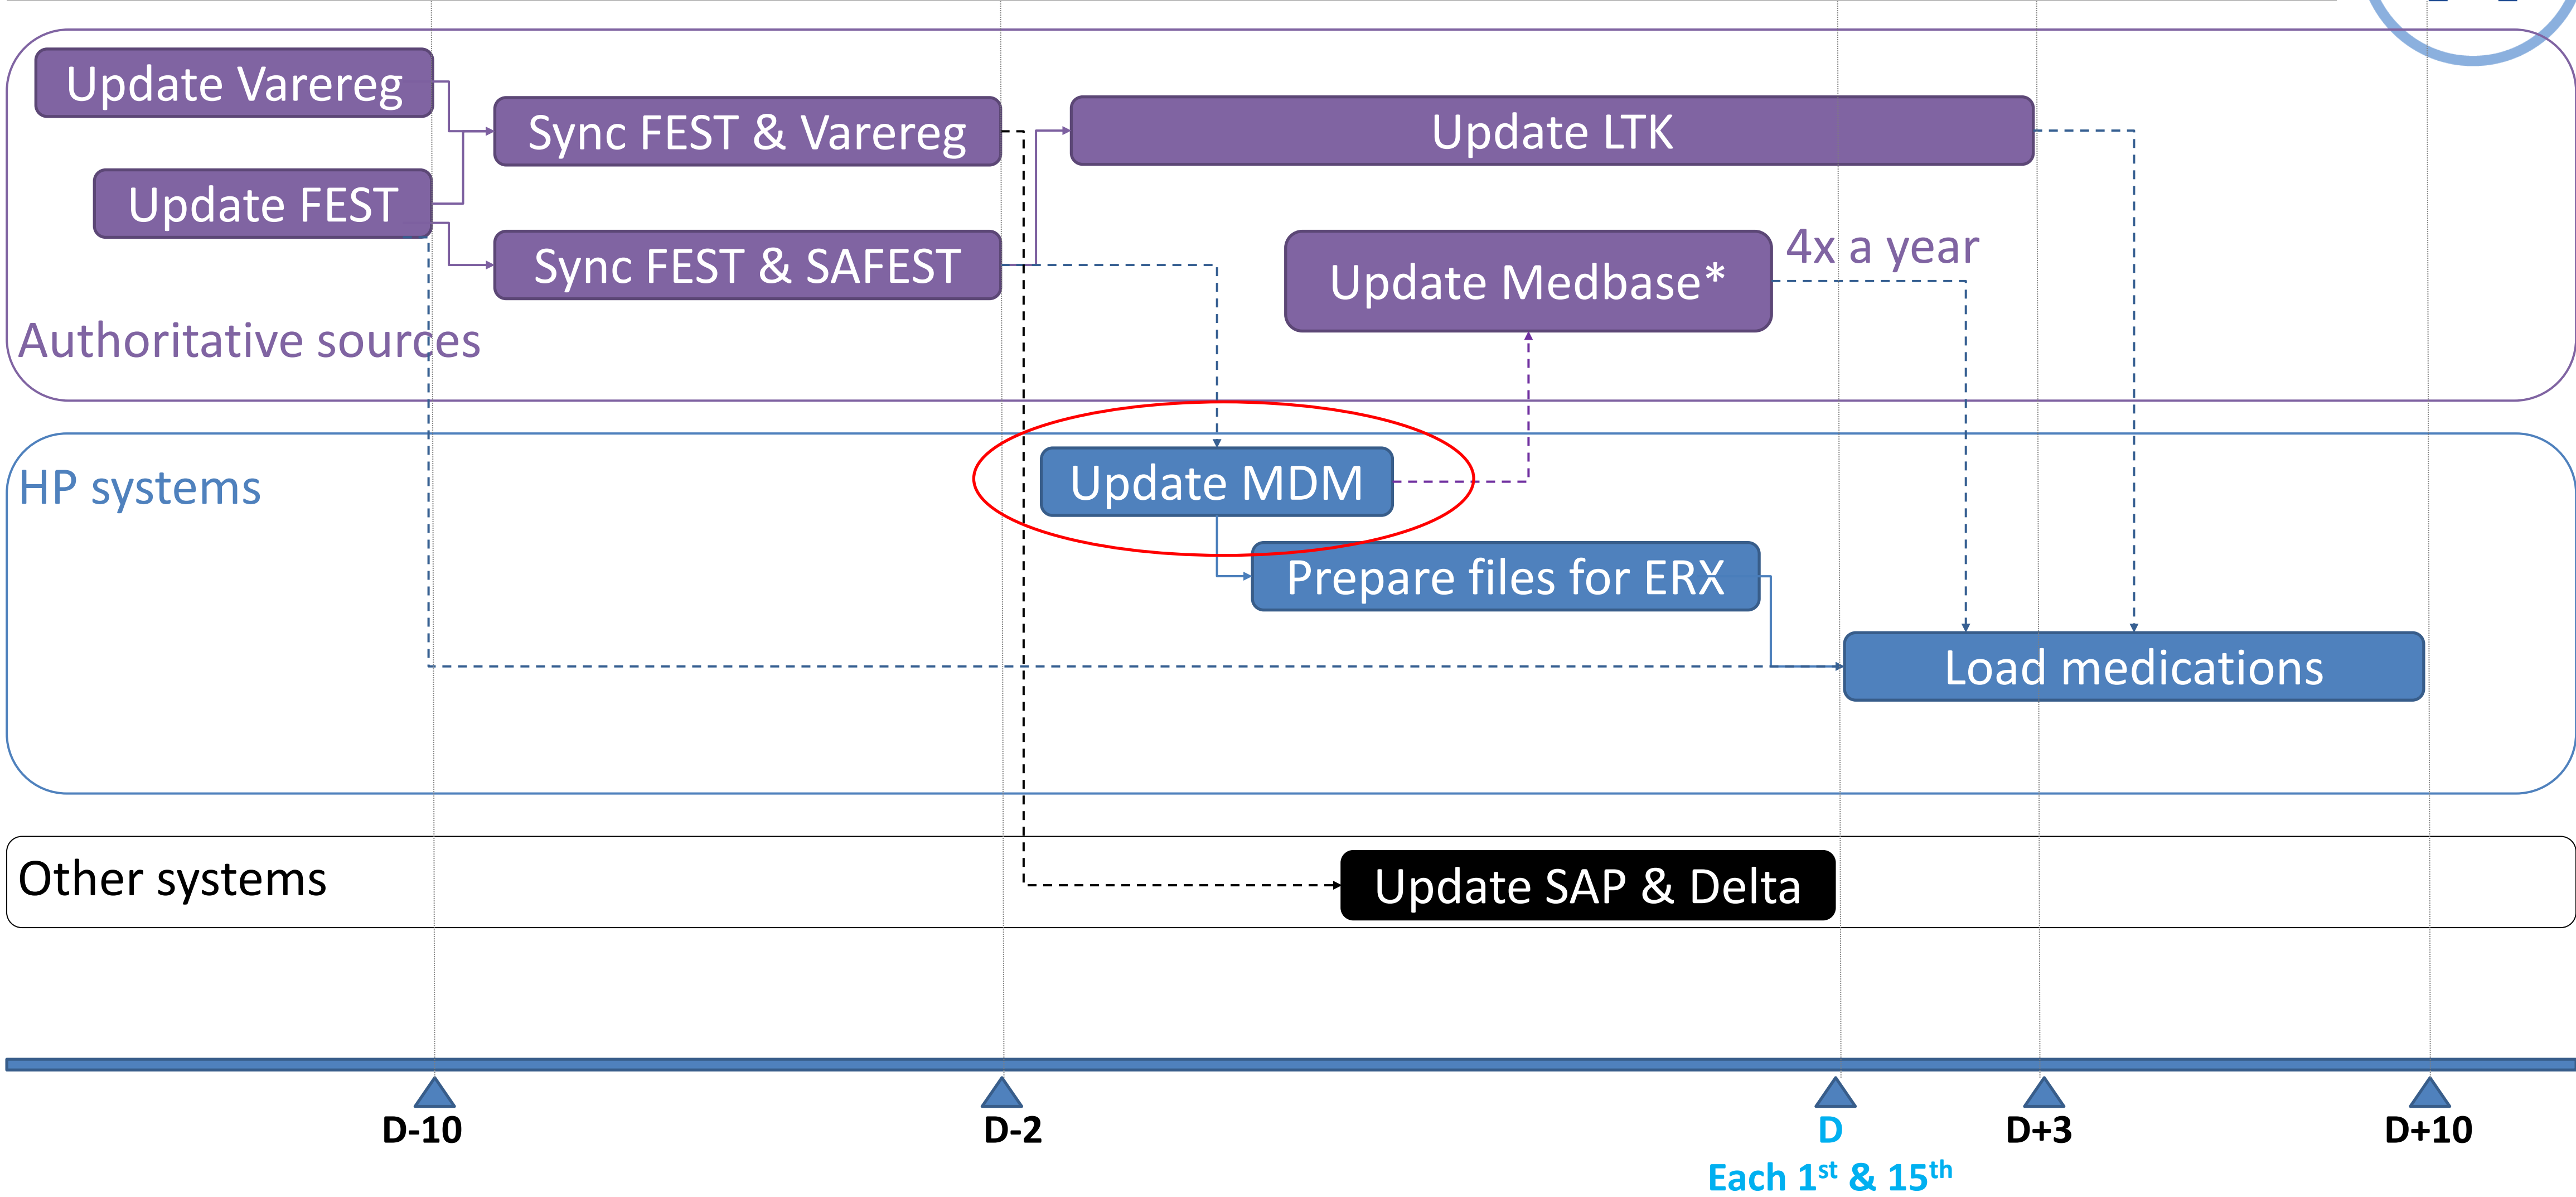 Update Varereg
Sync FEST & Varereg
Update LTK
Update FEST
Sync FEST & SAFEST
Update Medbase*
4x a year
Authoritative sources
HP systems
Update MDM
Prepare files for ERX
Load medications
Other systems
Update SAP & Delta
D-10
D-2
D
D+3
D+10
Each 1st & 15th